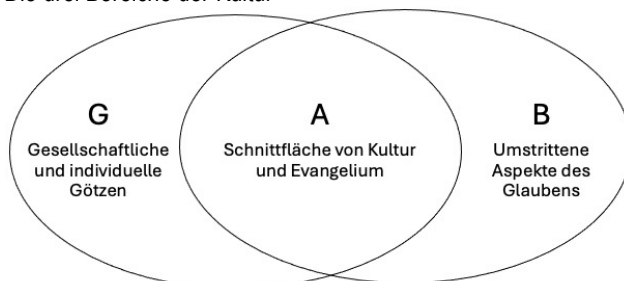 Die drei Bereiche der Kultur
G
Gesellschaftliche
und individuelle
Götzen
A
Schnittfläche von Kultur
und Evangelium
B
Umstrittene
Aspekte des
Glaubens